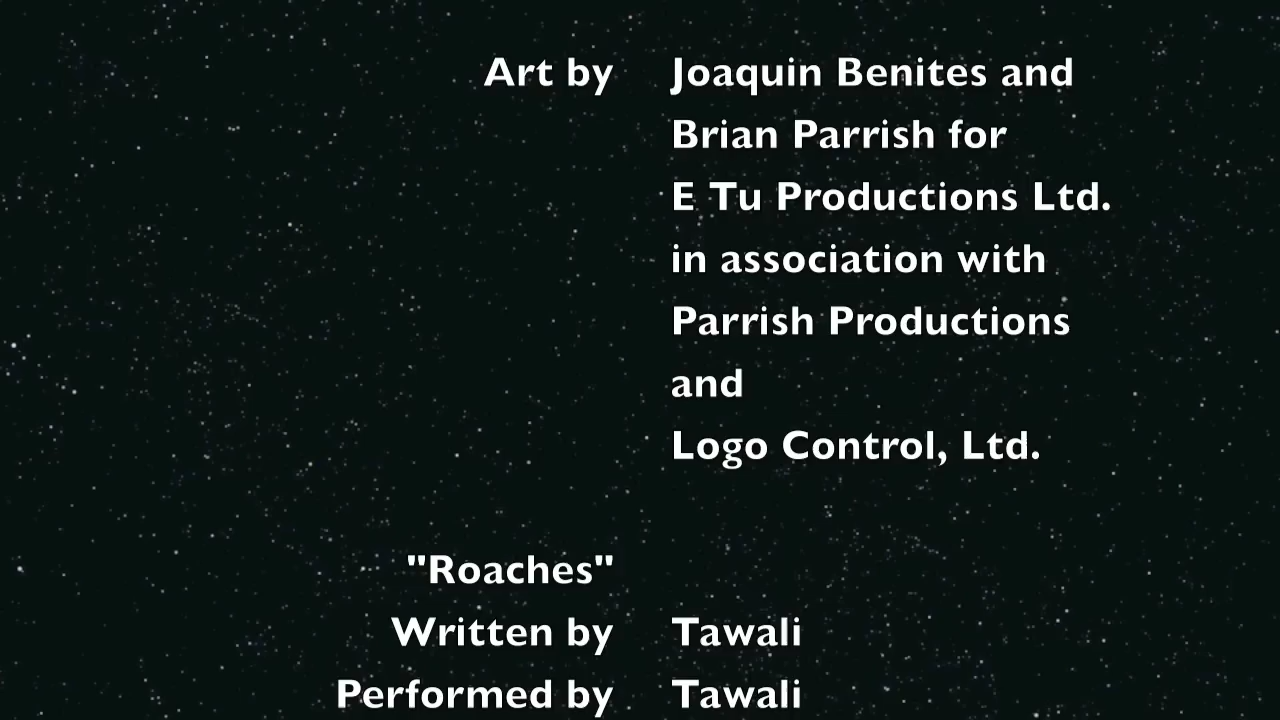 Art by Joaquin Benites and
Brian Parrish for
E Tu Productions Ltd.
in association with
Parrish Productions
and
Logo Control, Ltd.
"Roaches"
Written by Tawali
Performed by Tawali